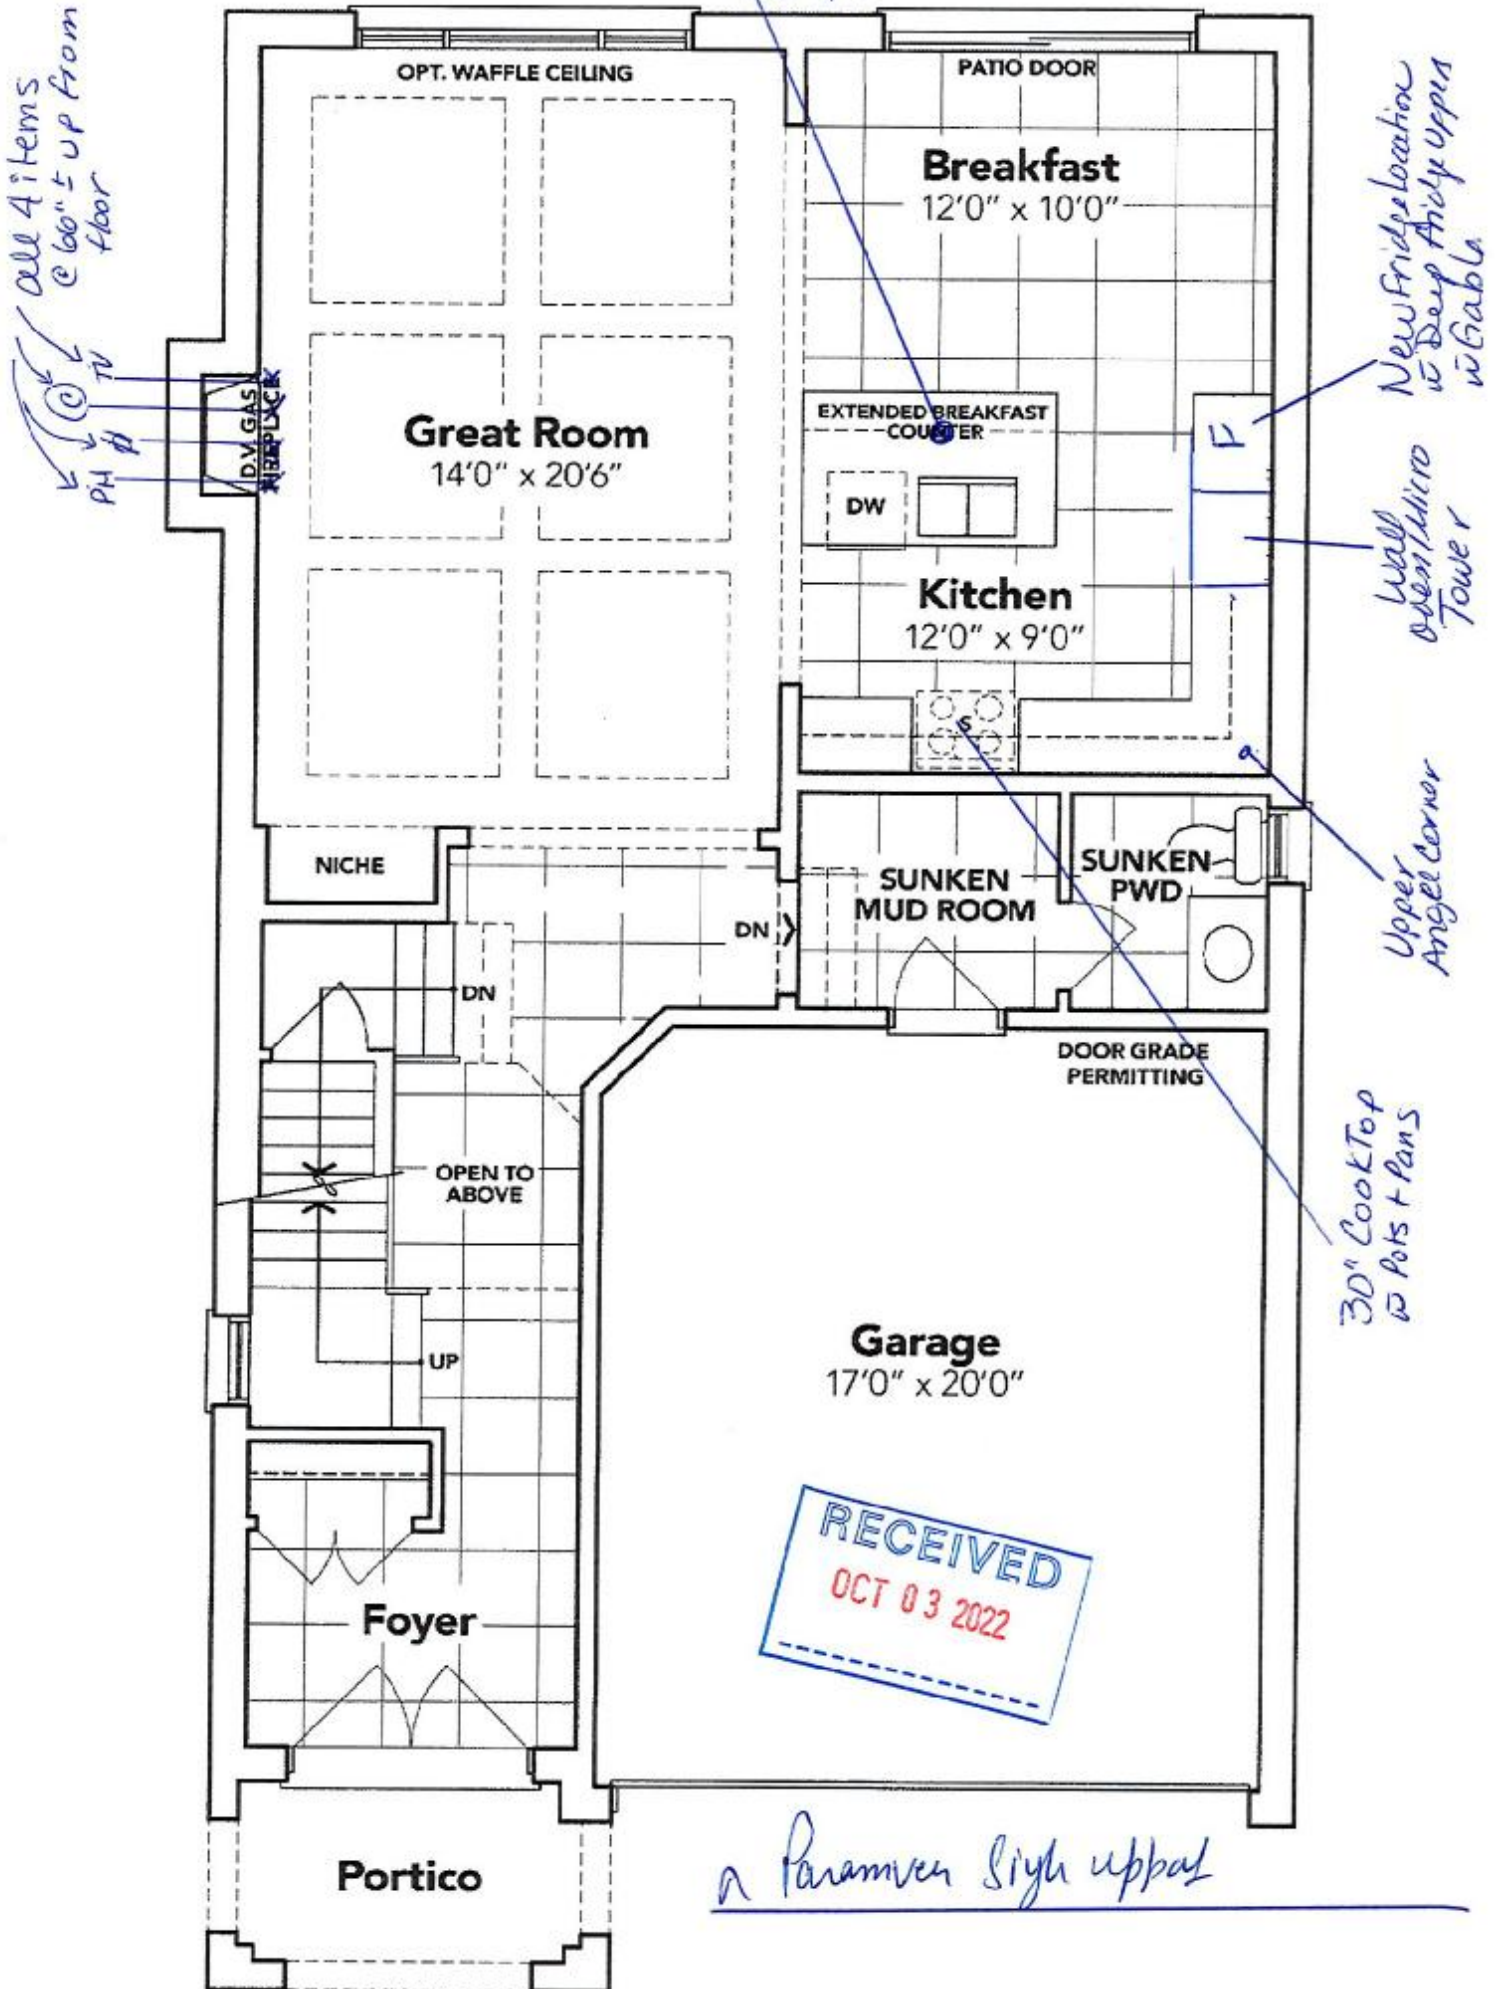 OPT. WAFFLE CEILING
PATIO DOOR
all 4 items
@ 66" ± up from
floor
TV
C
PH
D.V. GAS
FIREPLACE
Great Room
14'0" x 20'6"
Breakfast
12'0" x 10'0"
EXTENDED BREAKFAST
COUNTER
DW
F
New Fridge Location
w Deep Fridge Upper
w Gable
Wall
Oven/Micro
Tower
Kitchen
12'0" x 9'0"
S
Upper
Angel Corner
NICHE
SUNKEN
MUD ROOM
SUNKEN
PWD
DN
DN
DOOR GRADE
PERMITTING
30" CookTop
w Pots + Pans
OPEN TO
ABOVE
UP
Garage
17'0" x 20'0"
RECEIVED
OCT 03 2022
Foyer
Portico